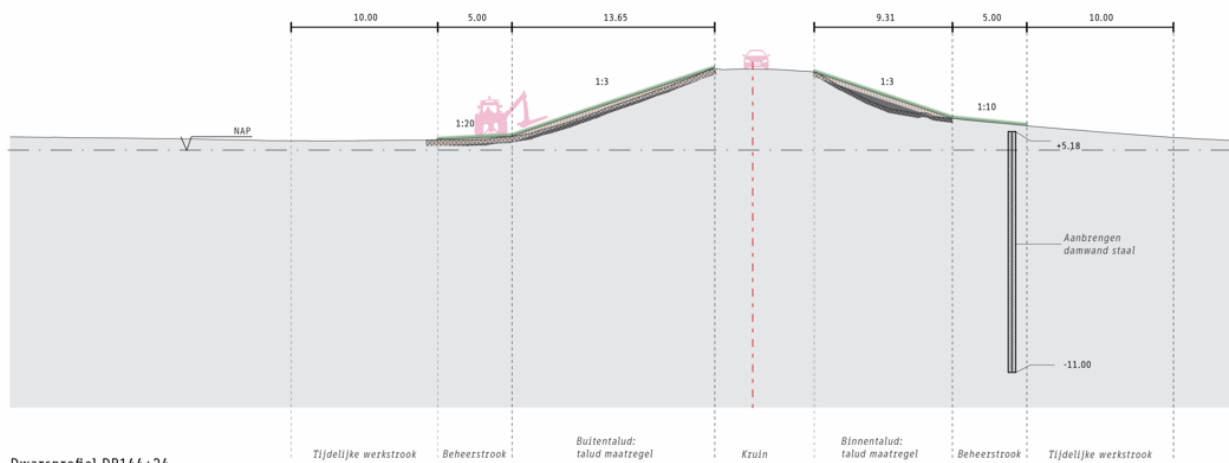 10.00 5.00 13.65 9.31 5.00 10.00
1:3 1:3
1:20 1:10
NAP
+5.18
Aanbrengen
damwand staal
-11.00
Tijdelijke werkstrook Beheerstrook Buitentalud: Kruin Binnentalud: Beheerstrook Tijdelijke werkstrook
talud maatregel talud maatregel